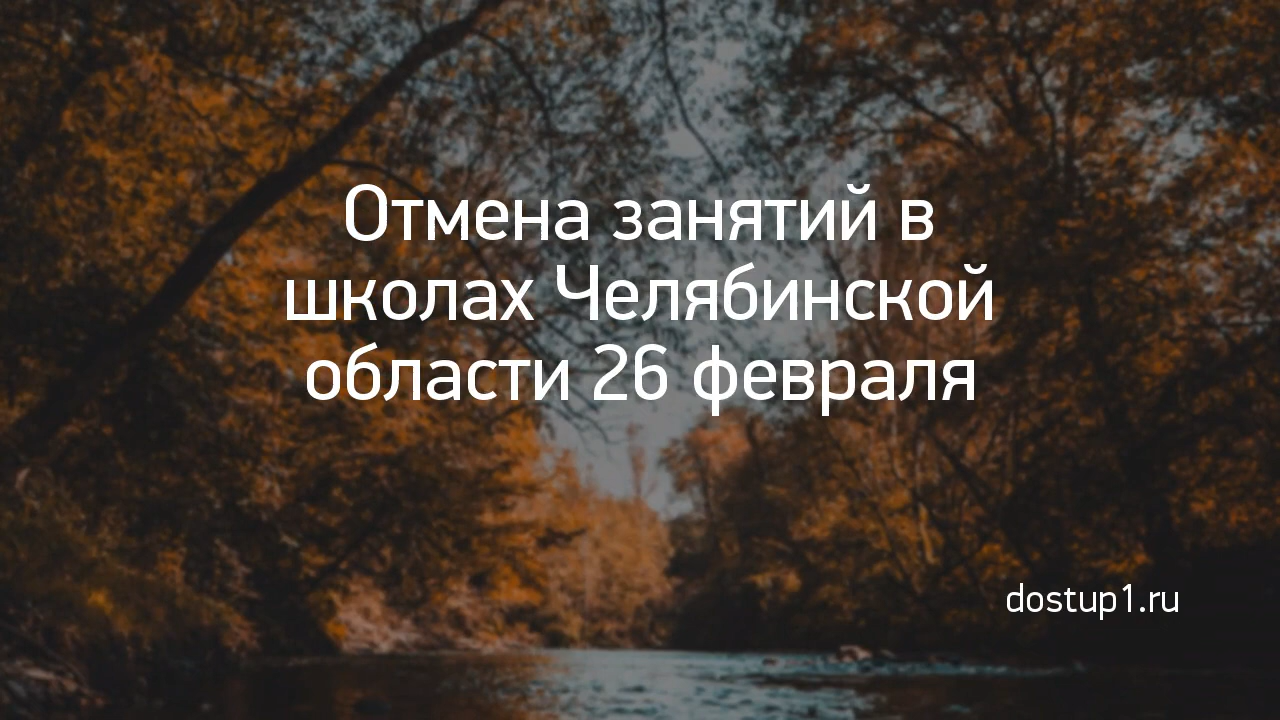 Отмена занятий в
школах Челябинской
области 26 февраля
dostup1.ru